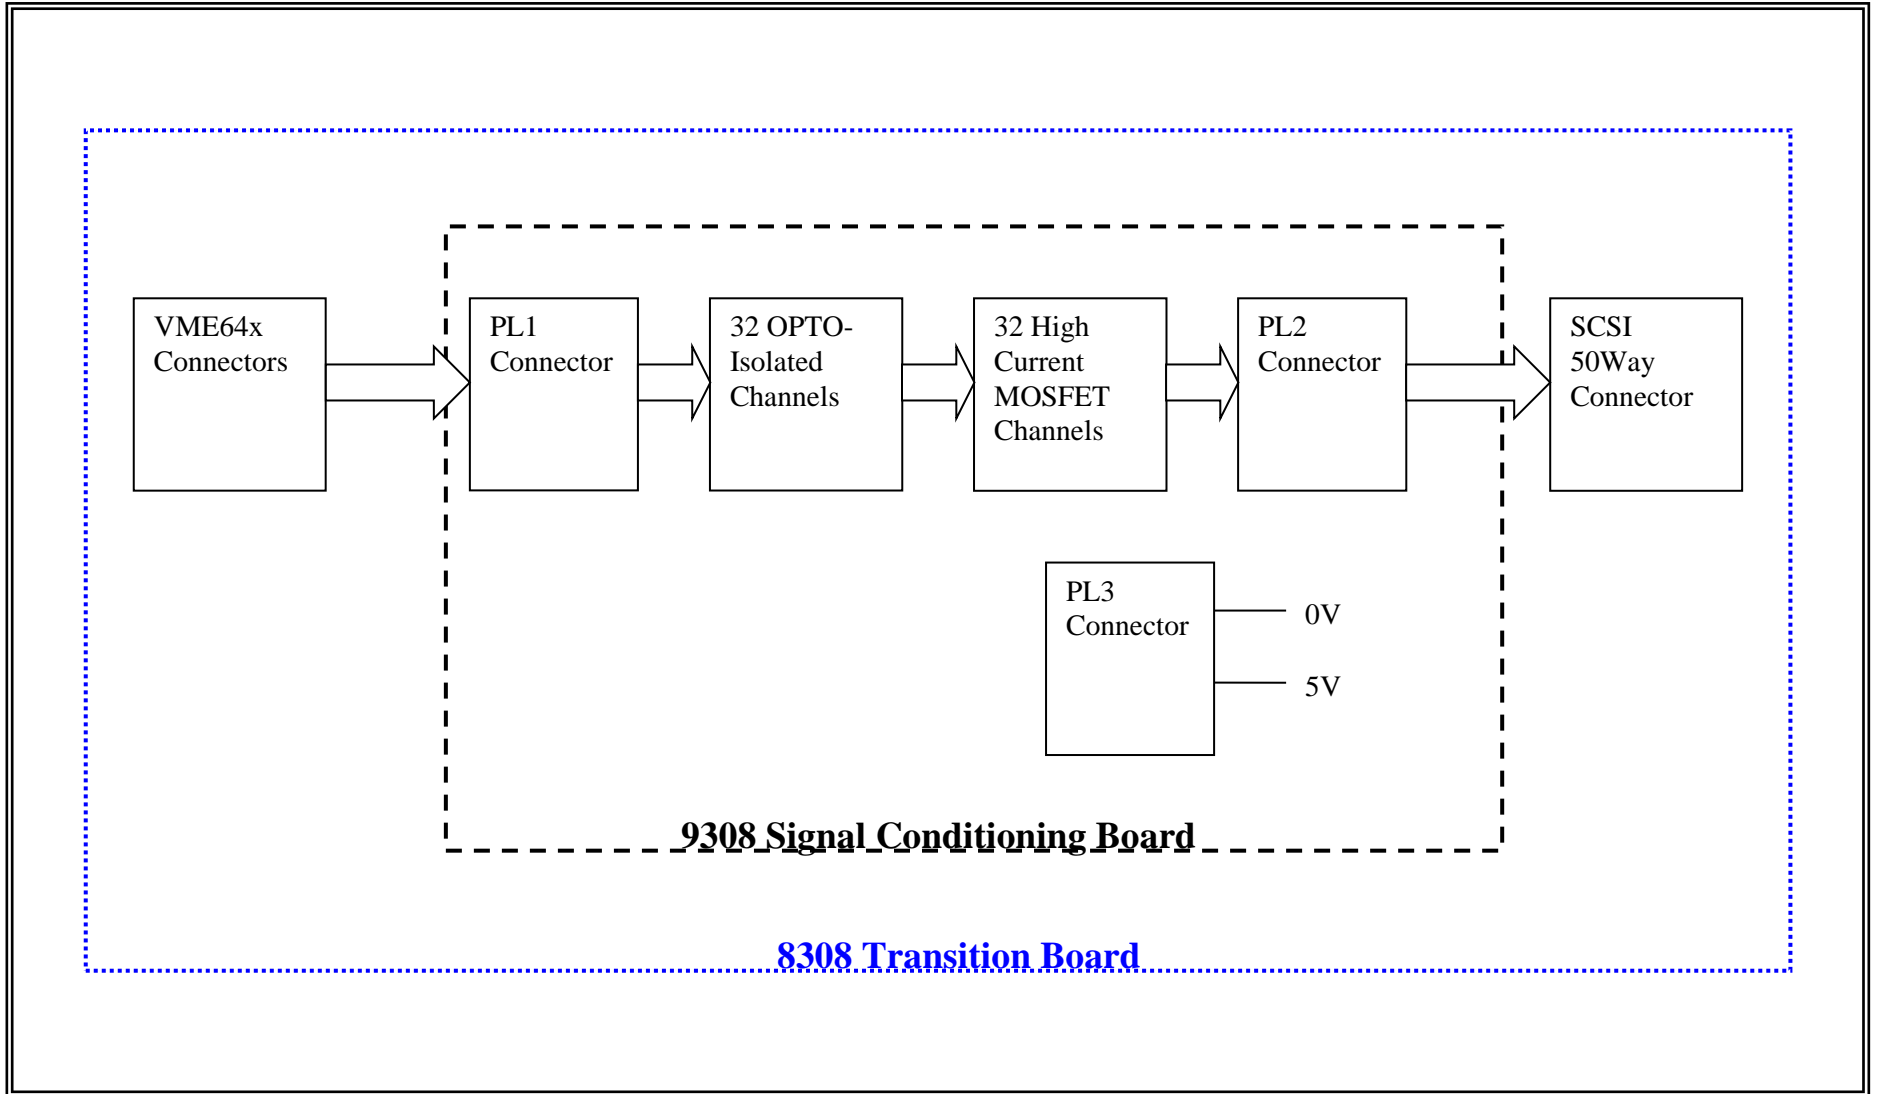 VME64x
Connectors
PL1
Connector
32 OPTO-
Isolated
Channels
32 High
Current
MOSFET
Channels
PL2
Connector
SCSI
50Way
Connector
PL3
Connector
0V
5V
9308 Signal Conditioning Board
8308 Transition Board